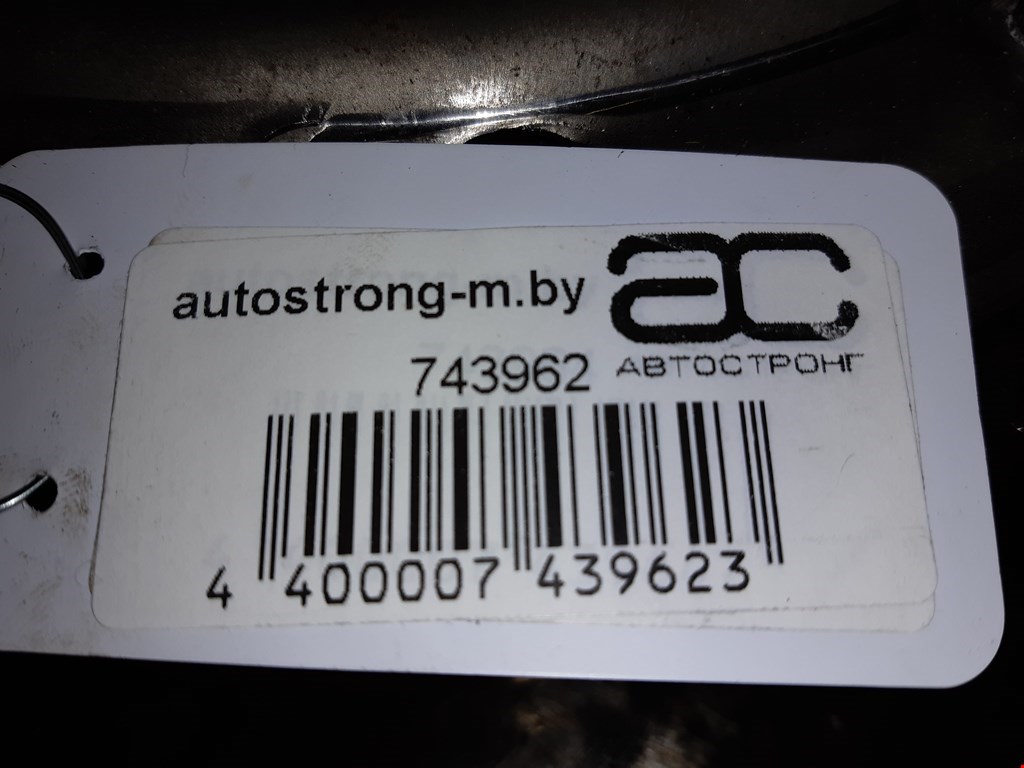 autostrong-m.by
ac
АВТОСТРОНГ
743962
4 400007 439623